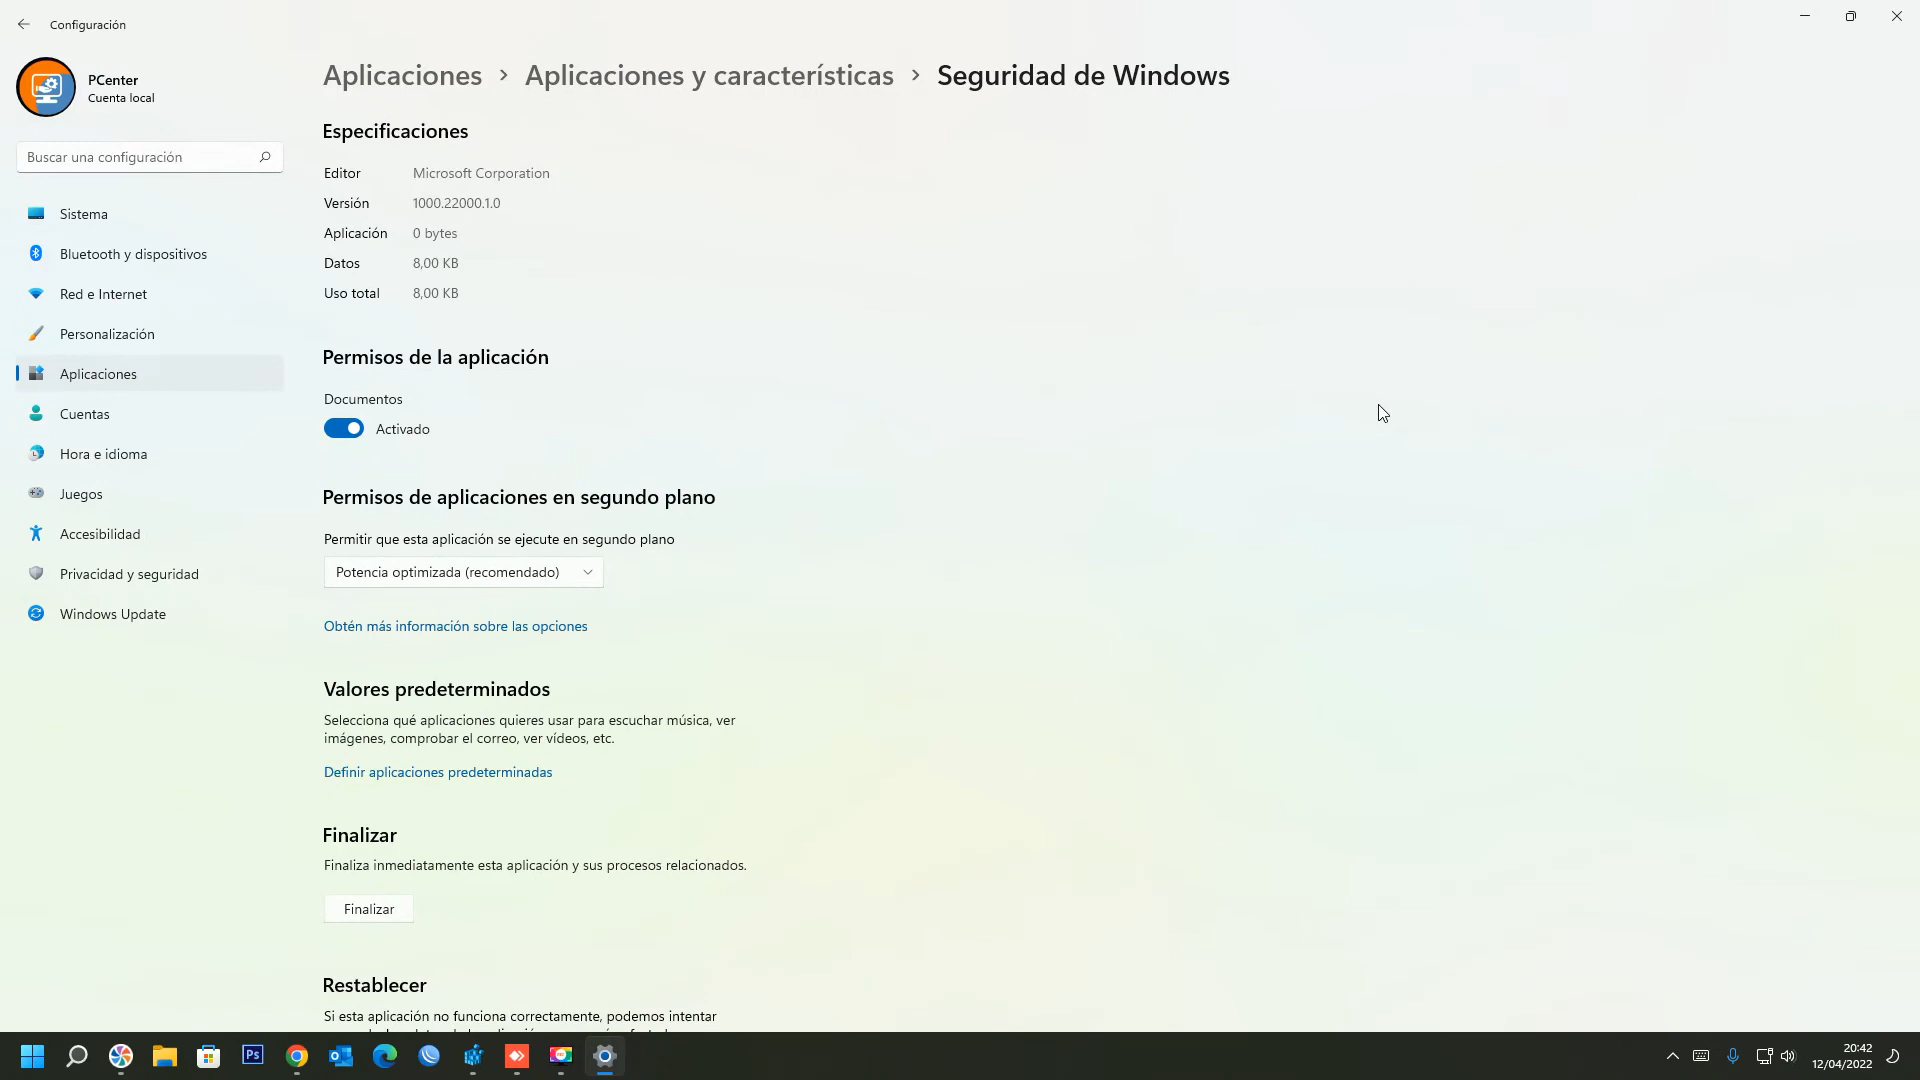 Configuración
PCenter
Cuenta local
Buscar una configuración
Sistema
Bluetooth y dispositivos
Red e Internet
Personalización
Aplicaciones
Cuentas
Hora e idioma
Juegos
Accesibilidad
Privacidad y seguridad
Windows Update
Aplicaciones > Aplicaciones y características > Seguridad de Windows
Especificaciones
Editor Microsoft Corporation
Versión 1000.22000.1.0
Aplicación 0 bytes
Datos 8,00 KB
Uso total 8,00 KB
Permisos de la aplicación
Documentos
Activado
Permisos de aplicaciones en segundo plano
Permitir que esta aplicación se ejecute en segundo plano
Potencia optimizada (recomendado)
Obtén más información sobre las opciones
Valores predeterminados
Selecciona qué aplicaciones quieres usar para escuchar música, ver
imágenes, comprobar el correo, ver vídeos, etc.
Definir aplicaciones predeterminadas
Finalizar
Finaliza inmediatamente esta aplicación y sus procesos relacionados.
Finalizar
Restablecer
Si esta aplicación no funciona correctamente, podemos intentar
Ps
20:42
12/04/2022